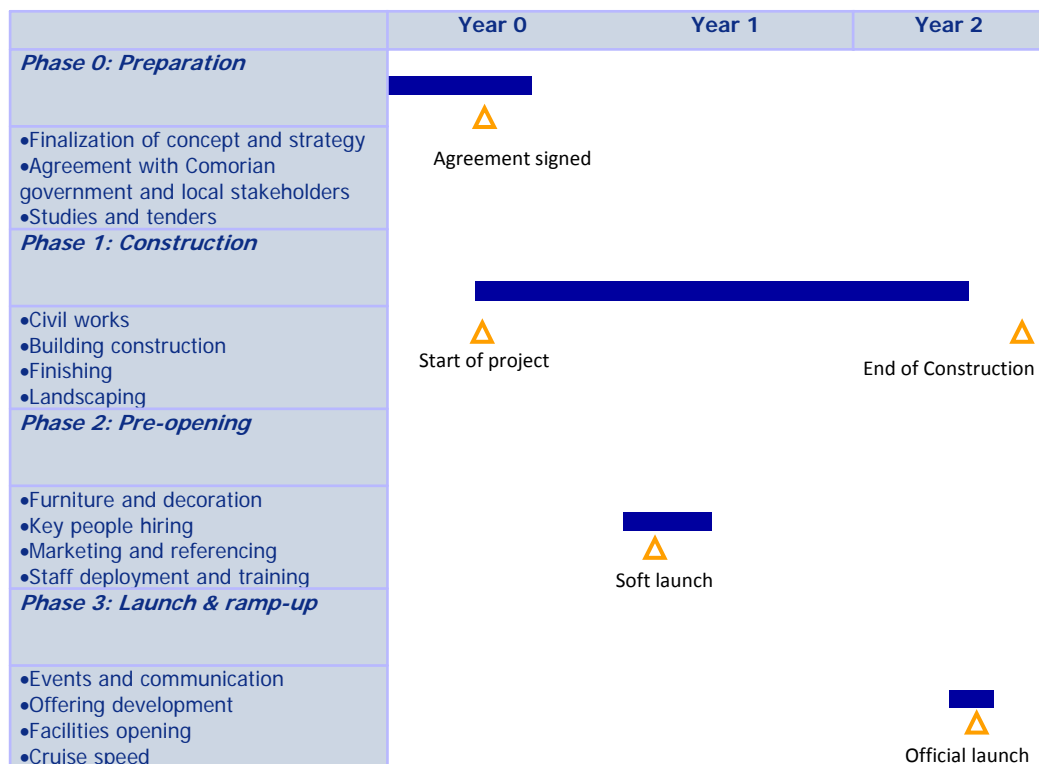 Year 0 Year 1 Year 2
Phase 0: Preparation
•Finalization of concept and strategy
•Agreement with Comorian
government and local stakeholders
•Studies and tenders
Agreement signed
Phase 1: Construction
•Civil works
•Building construction
•Finishing
•Landscaping
Start of project
End of Construction
Phase 2: Pre-opening
•Furniture and decoration
•Key people hiring
•Marketing and referencing
•Staff deployment and training
Soft launch
Phase 3: Launch & ramp-up
•Events and communication
•Offering development
•Facilities opening
•Cruise speed
Official launch